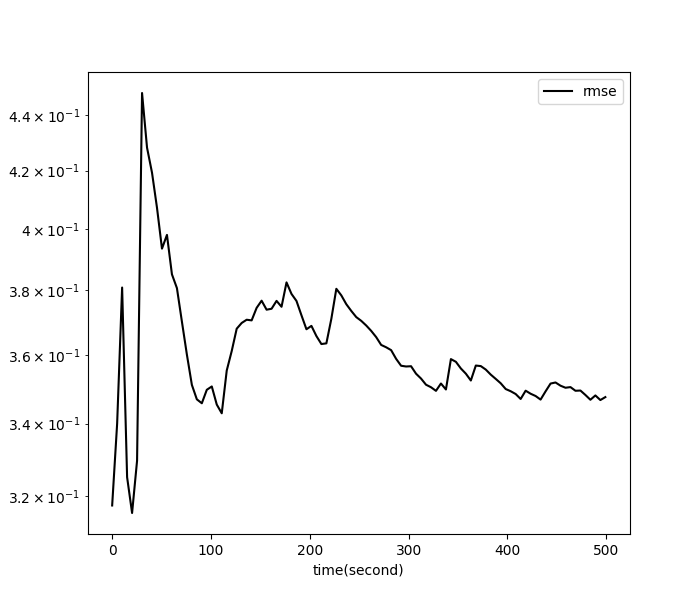 rmse
4.4 × 10⁻¹
4.2 × 10⁻¹
4 × 10⁻¹
3.8 × 10⁻¹
3.6 × 10⁻¹
3.4 × 10⁻¹
3.2 × 10⁻¹
0 100 200 300 400 500
time(second)